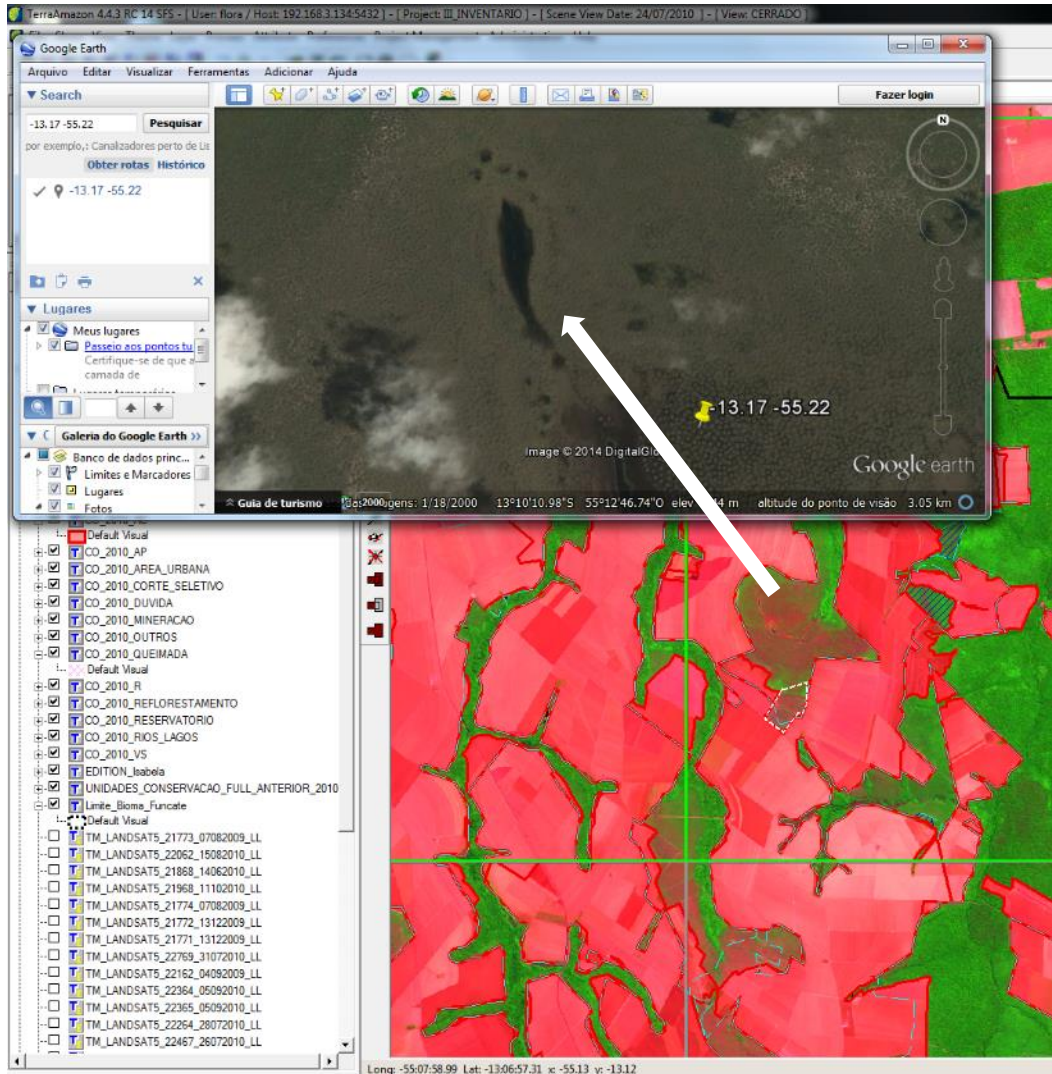 TerraAmazon 4.4.3 RC 14 SFS - [ User: flora / Host: 192.168.3.134:5432 ] - [ Project: III_INVENTARIO ] - [ Scene View Date: 24/07/2010 ] - [ View: CERRADO ]
Google Earth
Arquivo Editar Visualizar Ferramentas Adicionar Ajuda
Search
Fazer login
-13.17 -55.22
Pesquisar
por exemplo,: Canalizadores perto de Lis
Obter rotas Histórico
-13.17 -55.22
N
Lugares
Meus lugares
Passeio aos pontos tu
Certifique-se de que a
camada de
-13.17 -55.22
Galeria do Google Earth >>
Image © 2014 DigitalGlo
Google earth
Banco de dados princ...
Limites e Marcadores
Lugares
Fotos
Guia de turismo
2000
gens: 1/18/2000 13°10'10.98"S 55°12'46.74"O elev 4 m altitude do ponto de visão 3.05 km
Default Visual
CO_2010_AP
CO_2010_AREA_URBANA
CO_2010_CORTE_SELETIVO
CO_2010_DUVIDA
CO_2010_MINERACAO
CO_2010_OUTROS
CO_2010_QUEIMADA
Default Visual
CO_2010_R
CO_2010_REFLORESTAMENTO
CO_2010_RESERVATORIO
CO_2010_RIOS_LAGOS
CO_2010_VS
EDITION_Isabela
UNIDADES_CONSERVACAO_FULL_ANTERIOR_2010
Limite_Bioma_Funcate
Default Visual
TM_LANDSAT5_21773_07082009_LL
TM_LANDSAT5_22062_15082010_LL
TM_LANDSAT5_21868_14062010_LL
TM_LANDSAT5_21968_11102010_LL
TM_LANDSAT5_21774_07082009_LL
TM_LANDSAT5_21772_13122009_LL
TM_LANDSAT5_21771_13122009_LL
TM_LANDSAT5_22769_31072010_LL
TM_LANDSAT5_22162_04092009_LL
TM_LANDSAT5_22364_05092010_LL
TM_LANDSAT5_22365_05092010_LL
TM_LANDSAT5_22264_28072010_LL
TM_LANDSAT5_22467_26072010_LL
Long: -55:07:58.99 Lat: -13:06:57.31 x: -55.13 y: -13.12